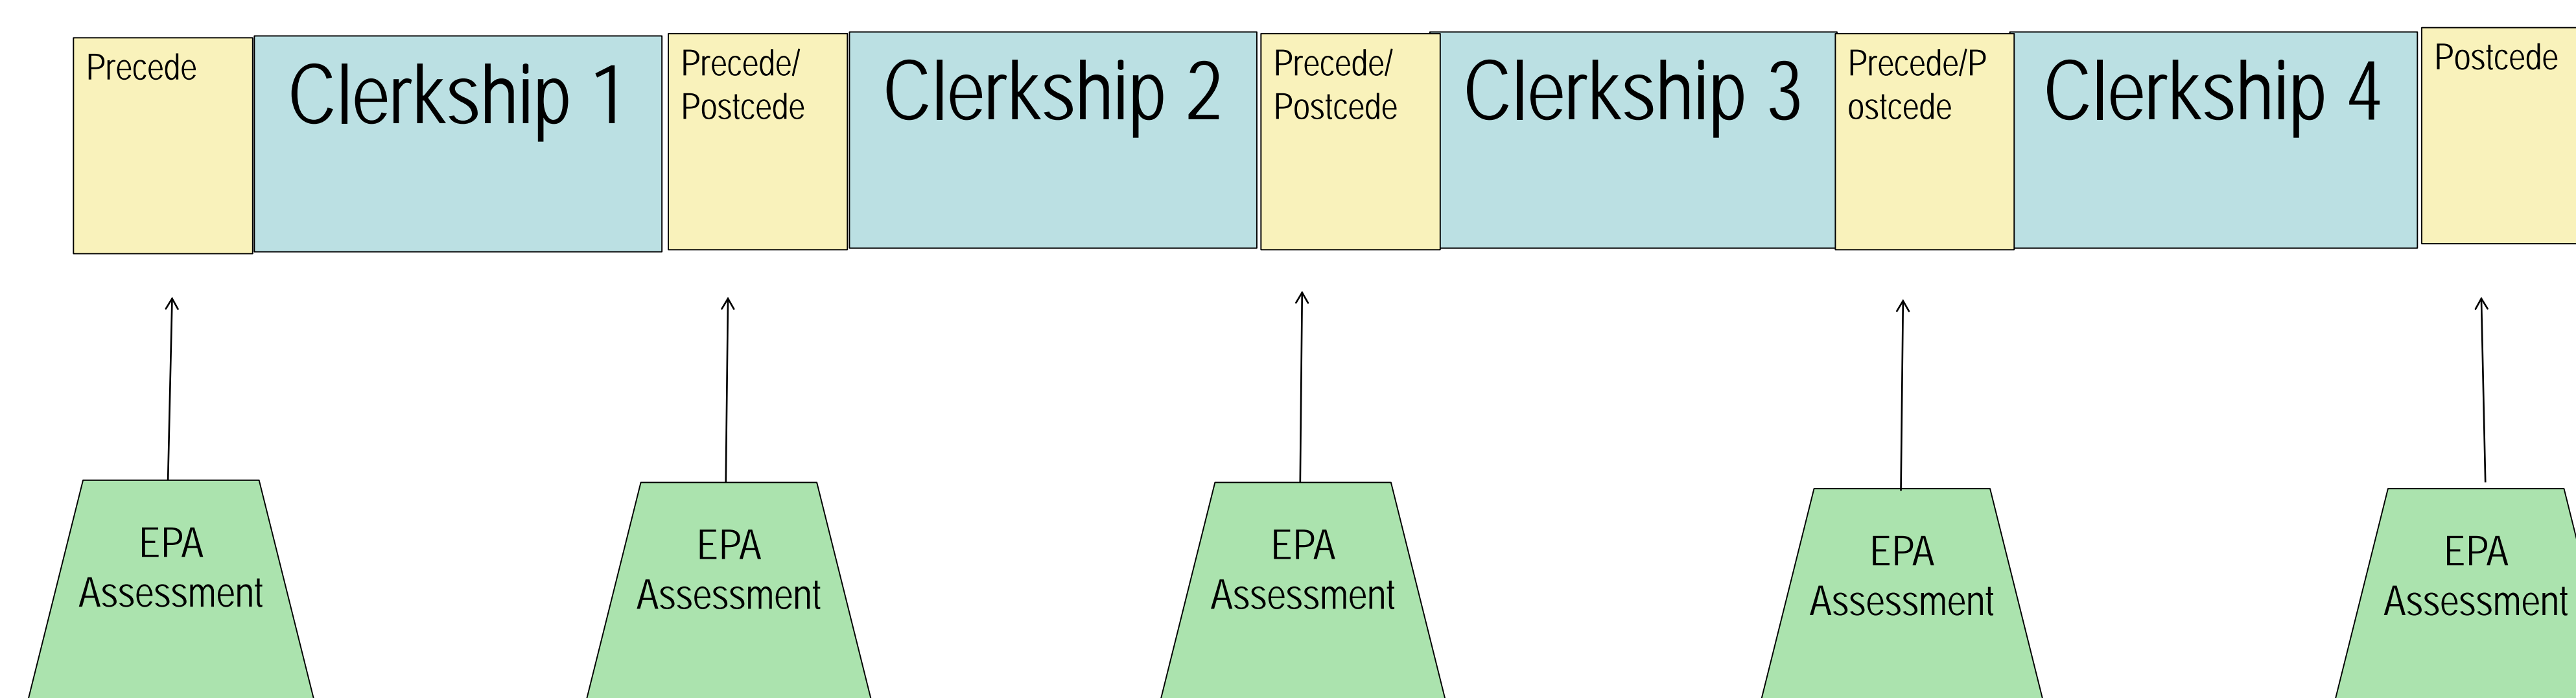 Precede
Clerkship 1
Precede/
Postcede
Clerkship 2
Precede/
Postcede
Clerkship 3
Precede/P
ostcede
Clerkship 4
Postcede
EPA
Assessment
EPA
Assessment
EPA
Assessment
EPA
Assessment
EPA
Assessment